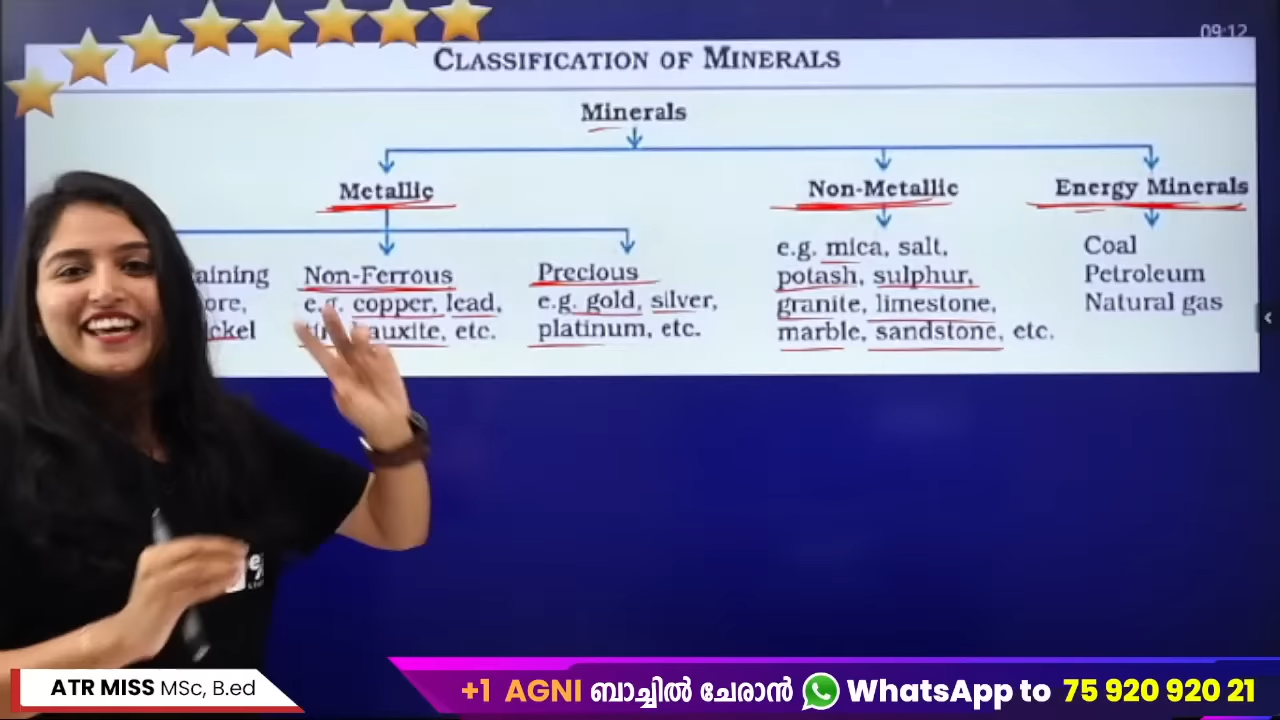 09:12
CLASSIFICATION OF MINERALS
Minerals
Metallic
Non-Metallic
Energy Minerals
Non-Ferrous
e.g. copper, lead,
etc.
Precious
e.g. gold, silver,
platinum, etc.
e.g. mica, salt,
potash, sulphur,
granite, limestone,
marble, sandstone, etc.
Coal
Petroleum
Natural gas
ATR MISS MSc, B.ed
+1 AGNI ബാച്ചിൽ ചേരാൻ WhatsApp to 75 920 920 21